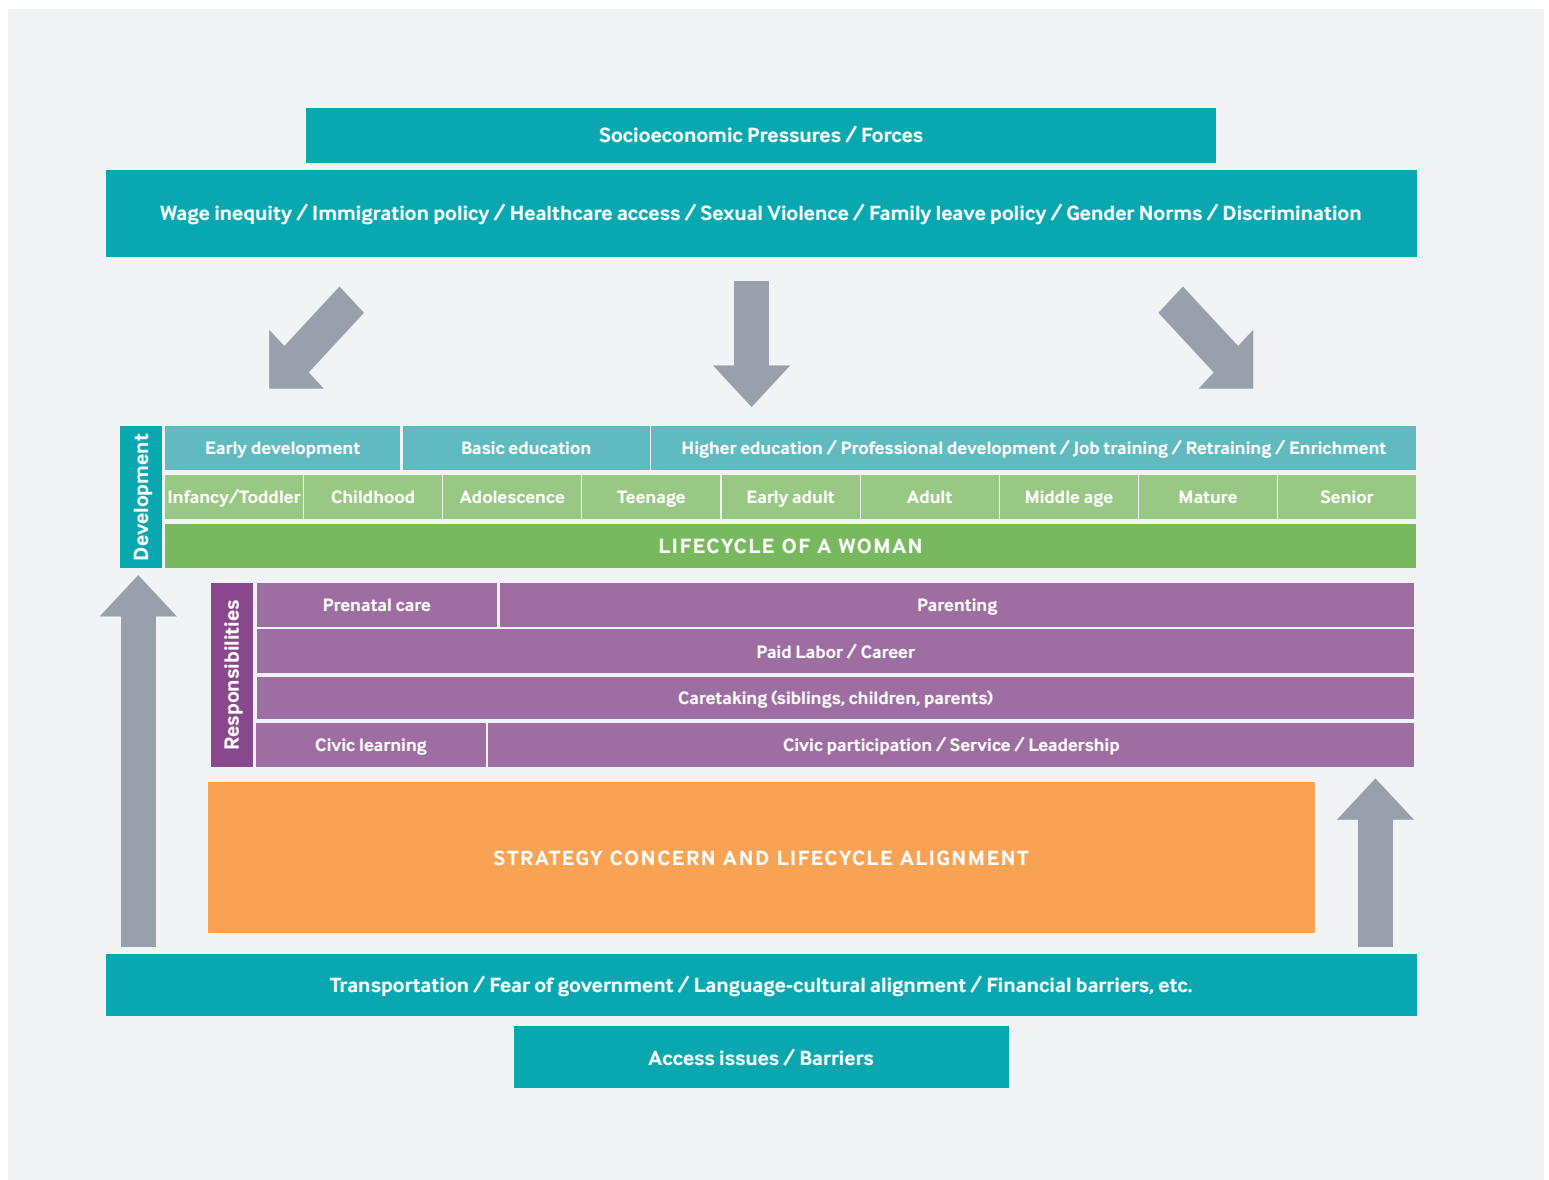 Socioeconomic Pressures / Forces
Wage inequity / Immigration policy / Healthcare access / Sexual Violence / Family leave policy / Gender Norms / Discrimination
Development
Early development
Basic education
Higher education / Professional development / Job training / Retraining / Enrichment
Infancy/Toddler
Childhood
Adolescence
Teenage
Early adult
Adult
Middle age
Mature
Senior
LIFECYCLE OF A WOMAN
Responsibilities
Prenatal care
Parenting
Paid Labor / Career
Caretaking (siblings, children, parents)
Civic learning
Civic participation / Service / Leadership
STRATEGY CONCERN AND LIFECYCLE ALIGNMENT
Transportation / Fear of government / Language-cultural alignment / Financial barriers, etc.
Access issues / Barriers